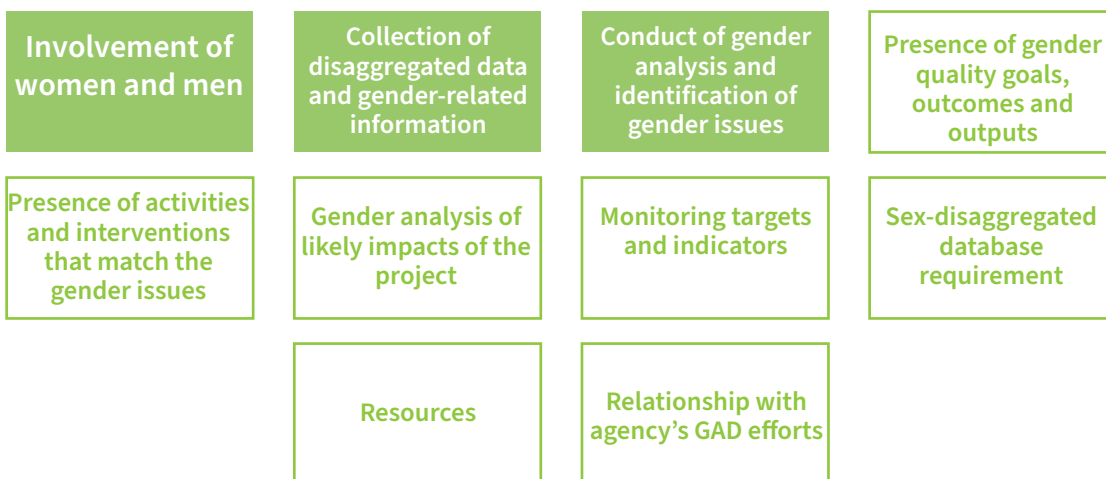 Involvement of
women and men
Collection of
disaggregated data
and gender-related
information
Conduct of gender
analysis and
identification of
gender issues
Presence of gender
quality goals,
outcomes and
outputs
Presence of activities
and interventions
that match the
gender issues
Gender analysis of
likely impacts of the
project
Monitoring targets
and indicators
Sex-disaggregated
database
requirement
Resources
Relationship with
agency’s GAD efforts